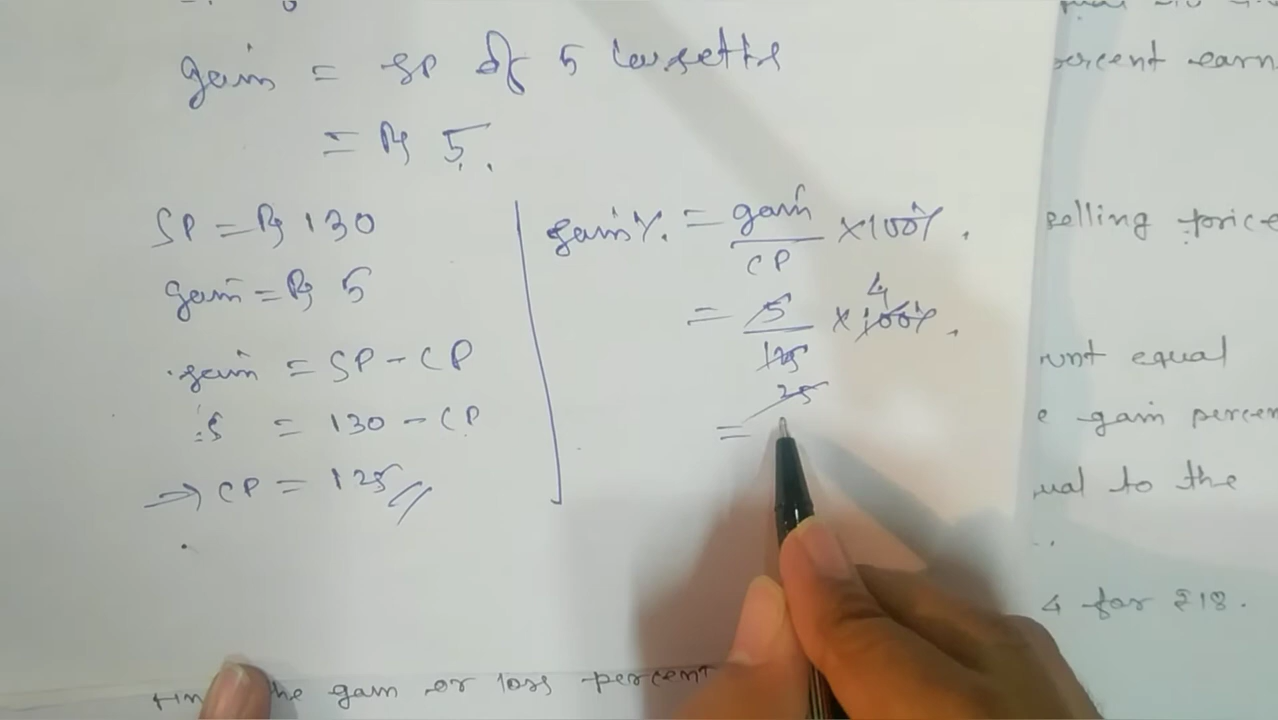 gain = SP of 5 cassette
= Rs 5.
SP = Rs 130
gain = Rs 5
gain = SP - CP
5 = 130 - CP
⇒ CP = 125 //
gain% = gain/CP × 100%.
= 5/125 × 100%.
4
25
=
ercent earn
selling price
unt equal
e gain percen
ual to the
4 for ₹18.
the gain or loss percent